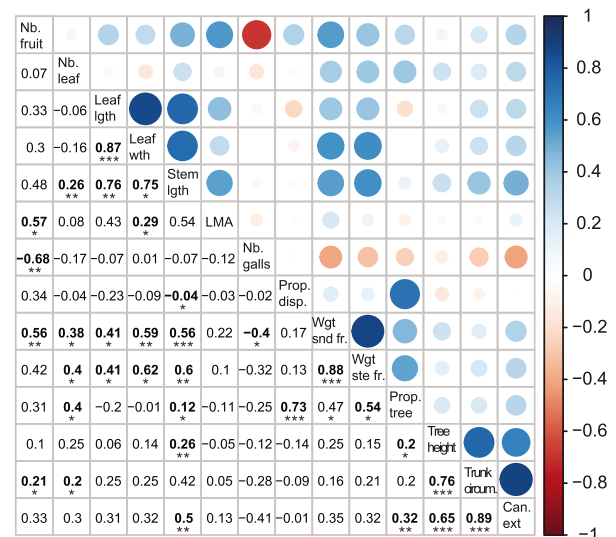 Nb.
fruit
0.07 Nb.
leaf
0.33 −0.06 Leaf
lgth
0.3 −0.16 0.87 Leaf
*** wth
0.48 0.26 0.76 0.75 Stem
** ** * lgth
0.57 0.08 0.43 0.29 0.54 LMA
* *
−0.68 −0.17 −0.07 0.01 −0.07 −0.12 Nb.
** galls
0.34 −0.04 −0.23 −0.09 −0.04 −0.03 −0.02 Prop.
* disp.
0.56 0.38 0.41 0.59 0.56 0.22 −0.4 0.17 Wgt
** * * ** *** * snd fr.
0.42 0.4 0.41 0.62 0.6 0.1 −0.32 0.13 0.88 Wgt
* * * ** *** ste fr.
0.31 0.4 −0.2 −0.01 0.12 −0.11 −0.25 0.73 0.47 0.54 Prop.
* * *** * * tree
0.1 0.25 0.06 0.14 0.26 −0.05 −0.12 −0.14 0.25 0.15 0.2 Tree
** * height
0.21 0.2 0.25 0.25 0.42 0.05 −0.28 −0.09 0.16 0.21 0.2 0.76 Trunk
* * *** circum.
0.33 0.3 0.31 0.32 0.5 0.13 −0.41 −0.01 0.35 0.32 0.32 0.65 0.89 Can.
** ** *** *** ext
1
0.8
0.6
0.4
0.2
0
−0.2
−0.4
−0.6
−0.8
−1